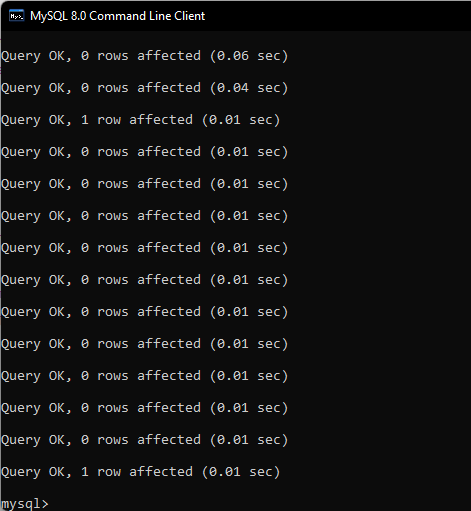 MySQL 8.0 Command Line Client
Query OK, 0 rows affected (0.06 sec)
Query OK, 0 rows affected (0.04 sec)
Query OK, 1 row affected (0.01 sec)
Query OK, 0 rows affected (0.01 sec)
Query OK, 0 rows affected (0.01 sec)
Query OK, 0 rows affected (0.01 sec)
Query OK, 0 rows affected (0.01 sec)
Query OK, 0 rows affected (0.01 sec)
Query OK, 0 rows affected (0.01 sec)
Query OK, 0 rows affected (0.01 sec)
Query OK, 0 rows affected (0.01 sec)
Query OK, 0 rows affected (0.01 sec)
Query OK, 0 rows affected (0.01 sec)
Query OK, 1 row affected (0.01 sec)
mysql>